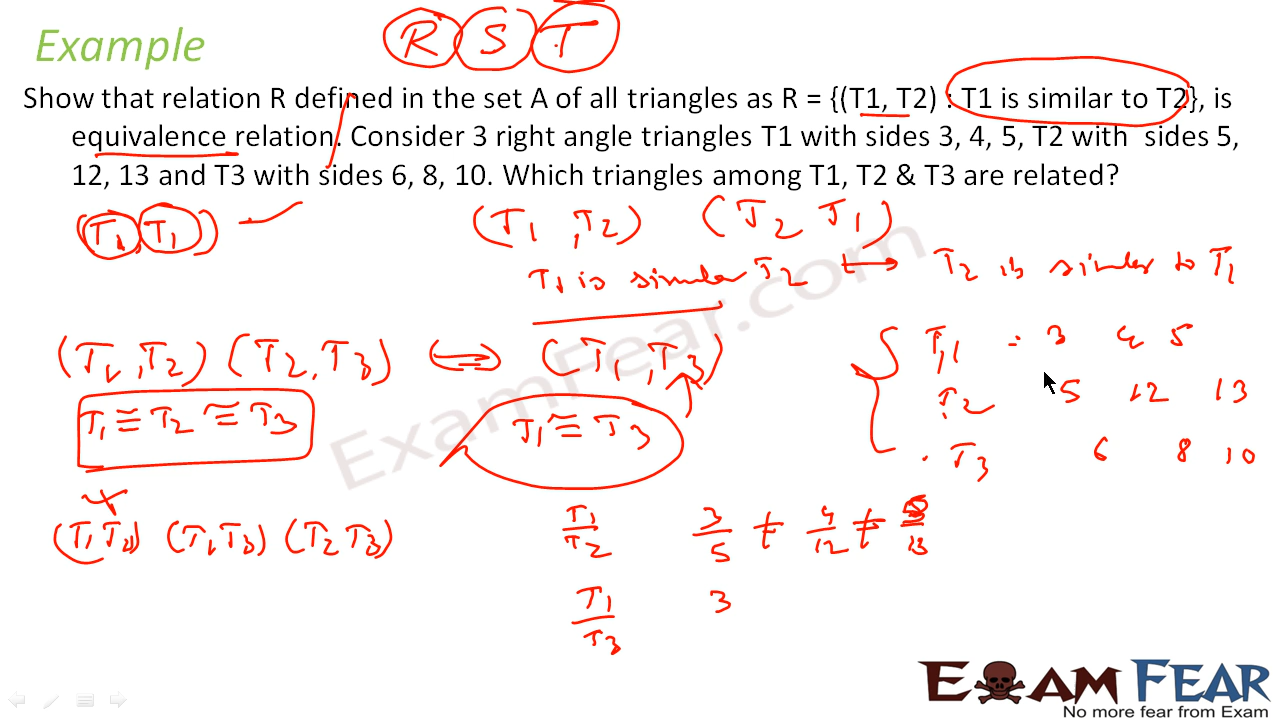 Example
R S T
Show that relation R defined in the set A of all triangles as R = {(T1, T2) : T1 is similar to T2}, is
equivalence relation. Consider 3 right angle triangles T1 with sides 3, 4, 5, T2 with sides 5,
12, 13 and T3 with sides 6, 8, 10. Which triangles among T1, T2 & T3 are related?
(T1, T1)) (T1, T2) (T2 T1)
T1 is similar T2 ↔ T2 is similar to T1
(T1, T2) (T2, T3) ⇔ (T1, T3)
T1 = 3 4 5
T1 ≅ T2 ≅ T3
T1 ≅ T3
T2 5 12 13
T3 6 8 10
(T1 T2) (T1 T3) (T2 T3)
T1/T2 3/5 ≠ 4/12 ≠ 5/13
T1/T3 3
ExamFear.com
EXAM FEAR
No more fear from Exam